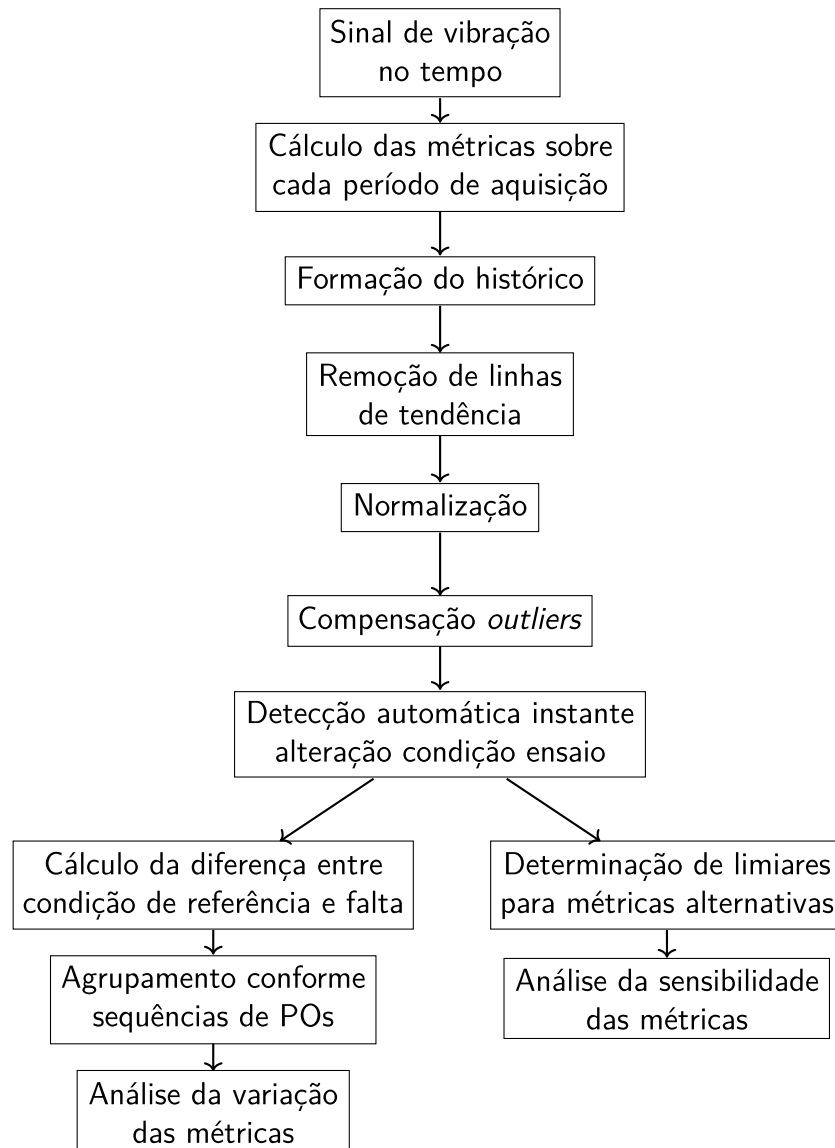 Sinal de vibração
no tempo
Cálculo das métricas sobre
cada período de aquisição
Formação do histórico
Remoção de linhas
de tendência
Normalização
Compensação outliers
Detecção automática instante
alteração condição ensaio
Cálculo da diferença entre
condição de referência e falta
Agrupamento conforme
sequências de POs
Análise da variação
das métricas
Determinação de limiares
para métricas alternativas
Análise da sensibilidade
das métricas